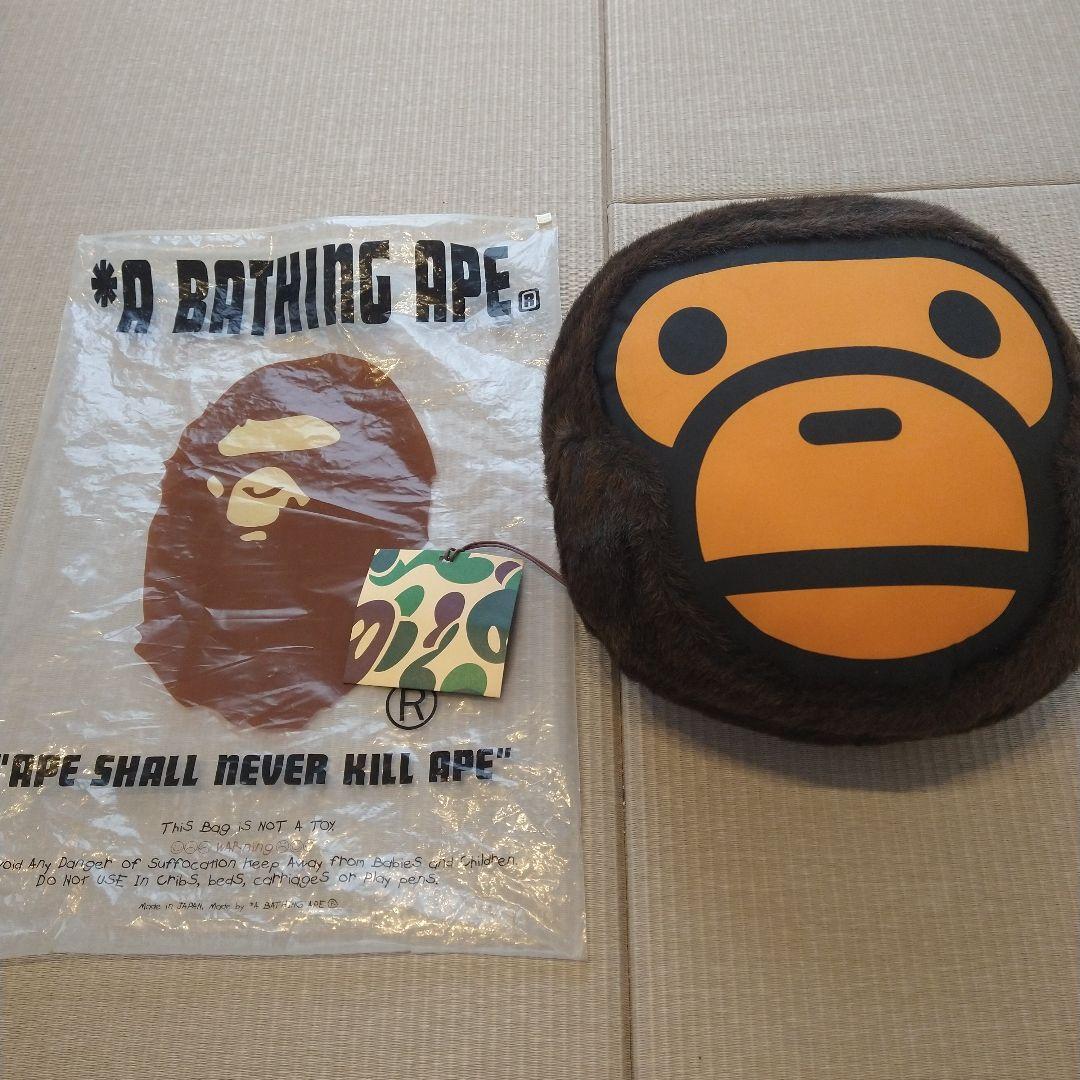 *A BATHING APE®
®
"APE SHALL NEVER KILL APE"
This Bag is NOT A TOY
WARning
void Any Danger of Suffocation Keep Away from Babies and Children.
Do NOT USE In Cribs, beds, carriages or Play pens.
Made in JAPAN, Made by *A BATHING APE®